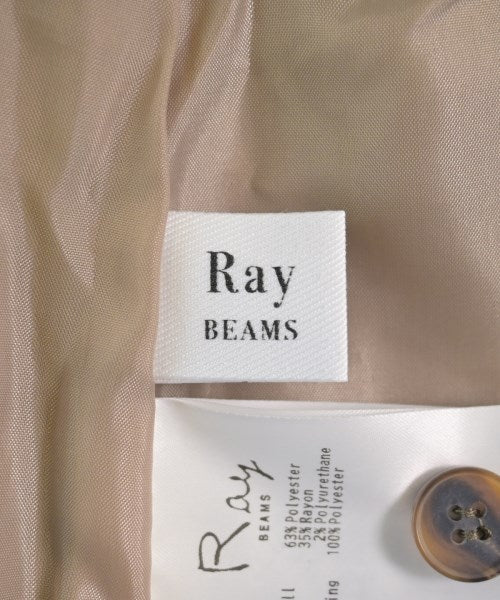 Ray
BEAMS
Ray
BEAMS
63% Polyester
35% Rayon
2% Polyurethane
100% Polyester